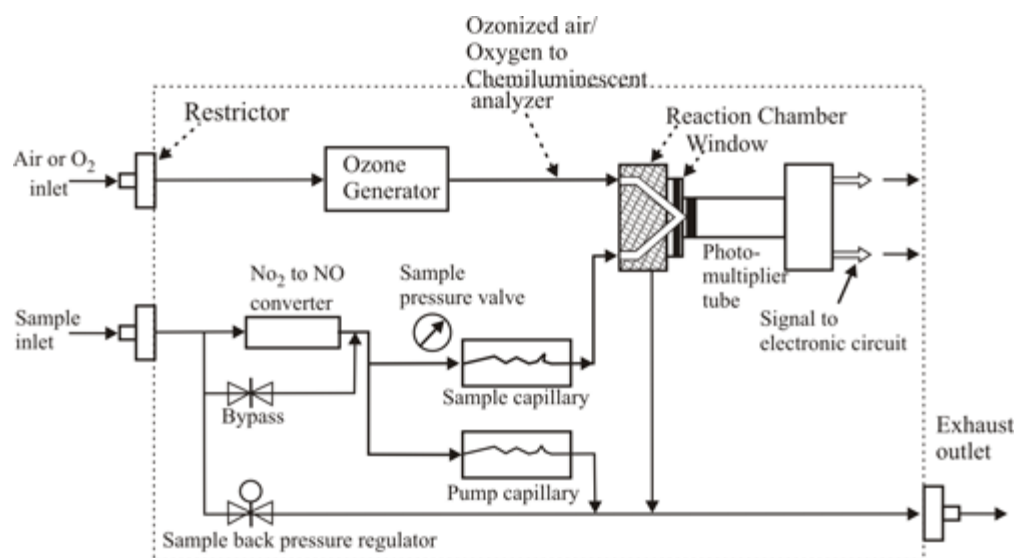 Ozonized air/
Oxygen to
Chemiluminescent
analyzer
Restrictor
Reaction Chamber
Window
Air or O₂
inlet
Ozone
Generator
Photo-
multiplier
tube
No₂ to NO
converter
Sample
pressure valve
Sample
inlet
Signal to
electronic circuit
Sample capillary
Bypass
Exhaust
outlet
Pump capillary
Sample back pressure regulator